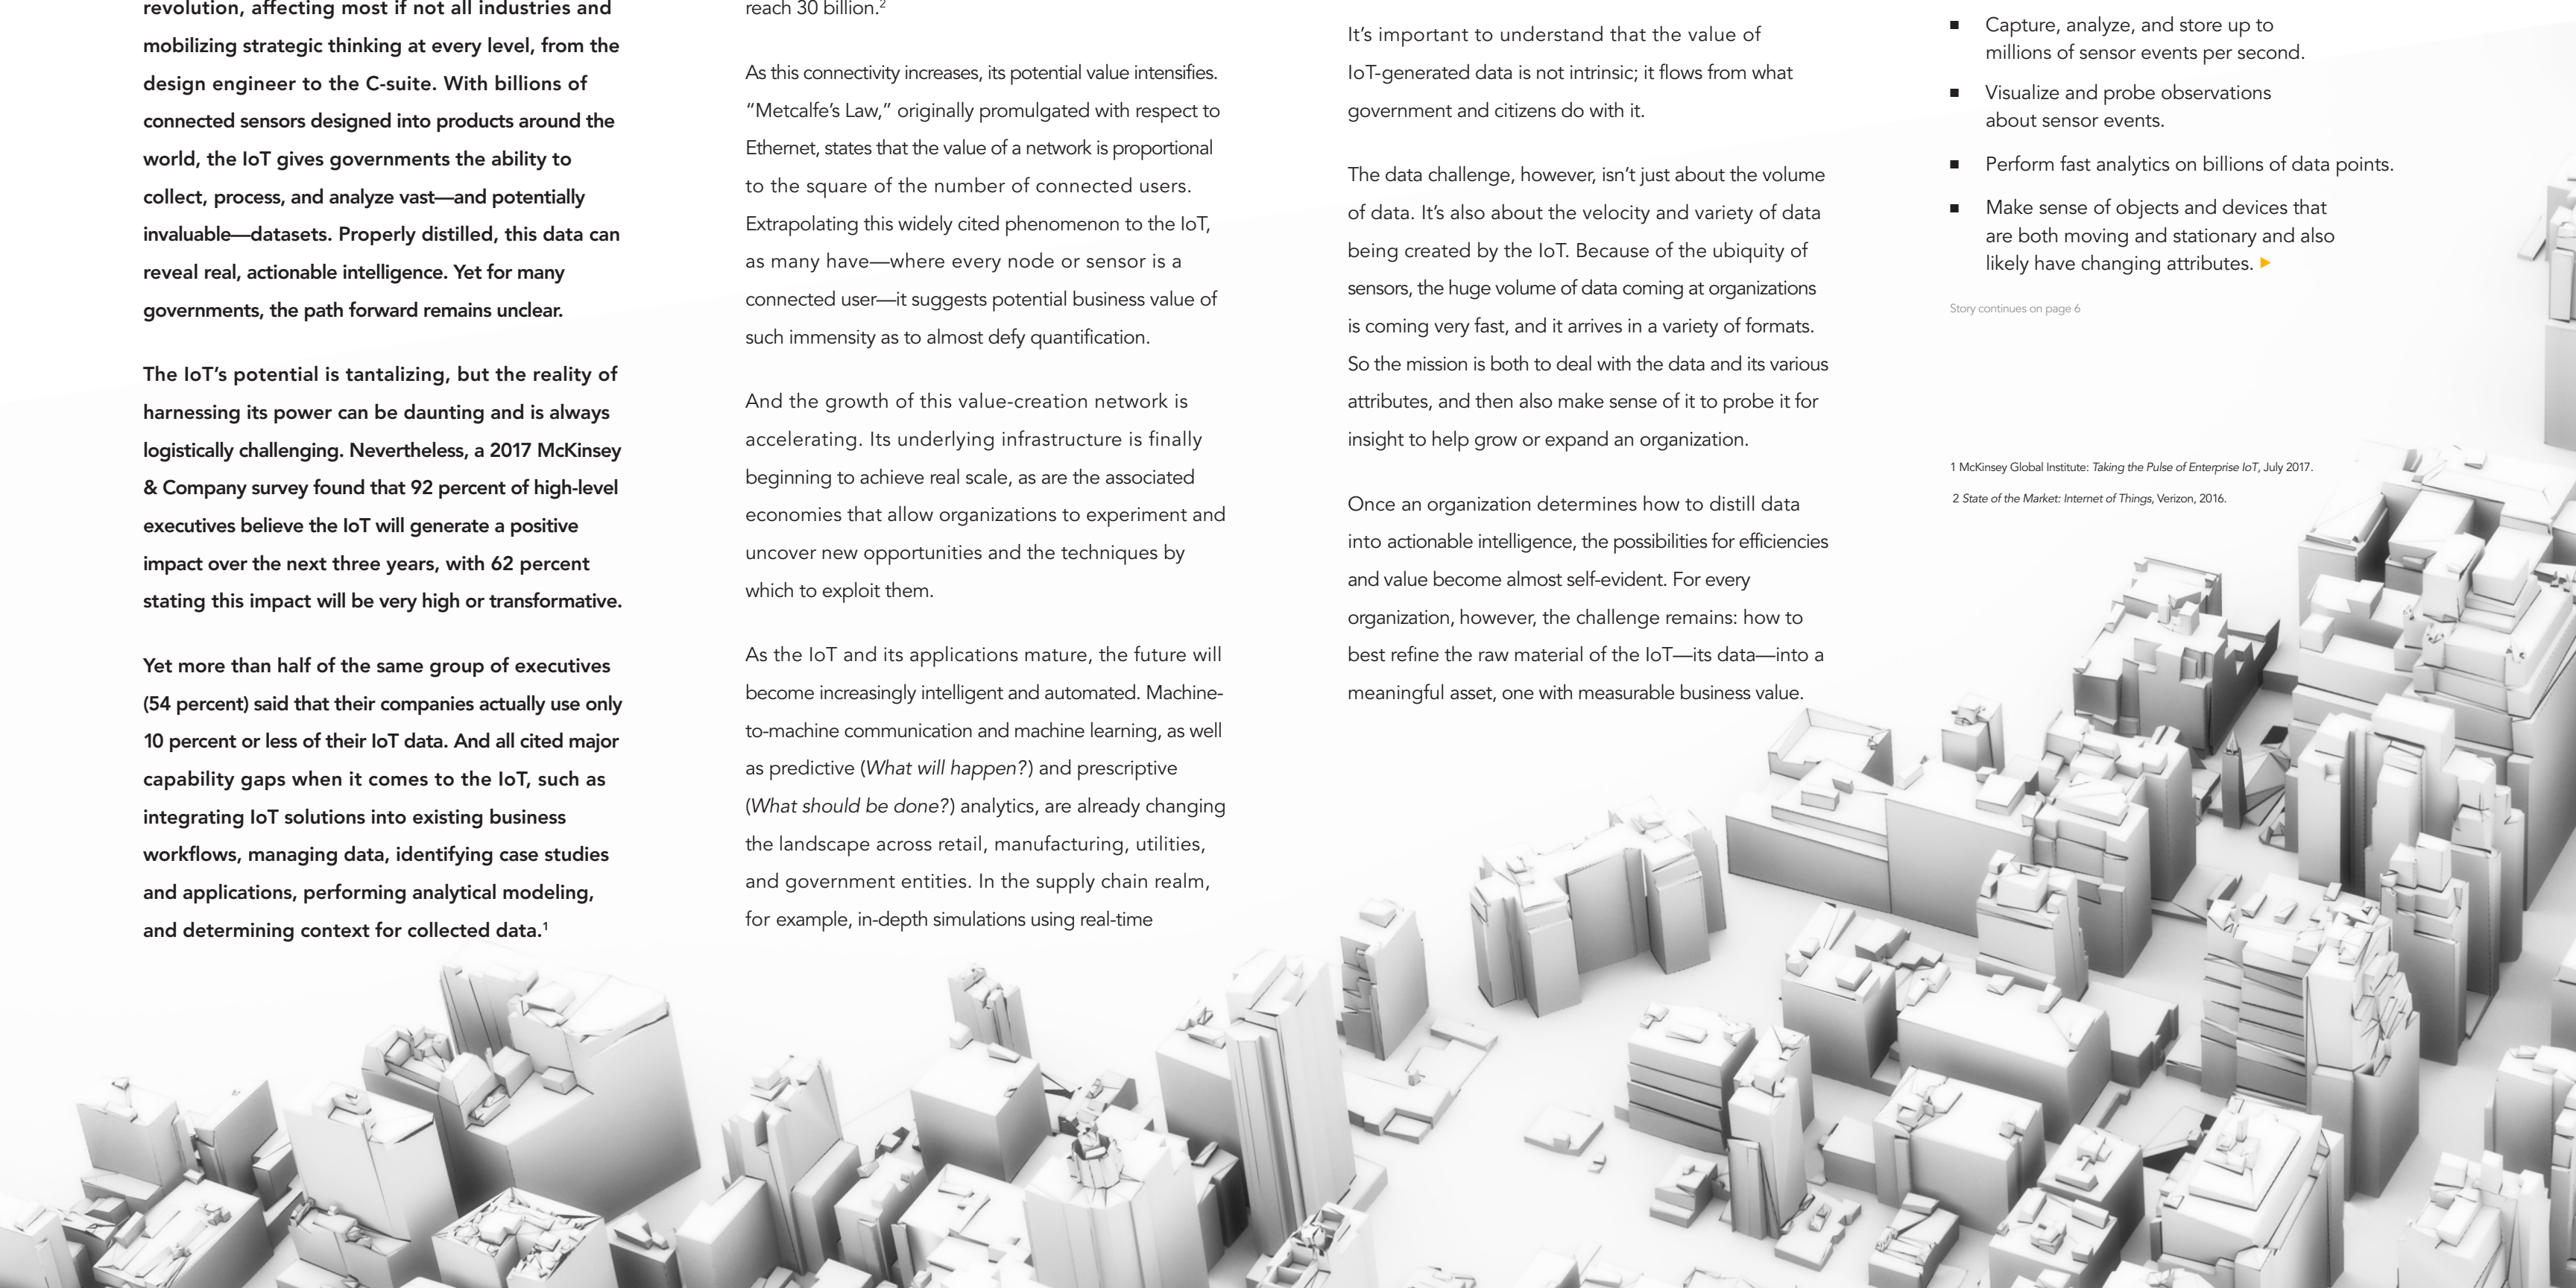 revolution, affecting most if not all industries and
mobilizing strategic thinking at every level, from the
design engineer to the C-suite. With billions of
connected sensors designed into products around the
world, the IoT gives governments the ability to
collect, process, and analyze vast—and potentially
invaluable—datasets. Properly distilled, this data can
reveal real, actionable intelligence. Yet for many
governments, the path forward remains unclear.
The IoT's potential is tantalizing, but the reality of
harnessing its power can be daunting and is always
logistically challenging. Nevertheless, a 2017 McKinsey
& Company survey found that 92 percent of high-level
executives believe the IoT will generate a positive
impact over the next three years, with 62 percent
stating this impact will be very high or transformative.
Yet more than half of the same group of executives
(54 percent) said that their companies actually use only
10 percent or less of their IoT data. And all cited major
capability gaps when it comes to the IoT, such as
integrating IoT solutions into existing business
workflows, managing data, identifying case studies
and applications, performing analytical modeling,
and determining context for collected data.¹
reach 30 billion.²
As this connectivity increases, its potential value intensifies.
“Metcalfe’s Law,” originally promulgated with respect to
Ethernet, states that the value of a network is proportional
to the square of the number of connected users.
Extrapolating this widely cited phenomenon to the IoT,
as many have—where every node or sensor is a
connected user—it suggests potential business value of
such immensity as to almost defy quantification.
And the growth of this value-creation network is
accelerating. Its underlying infrastructure is finally
beginning to achieve real scale, as are the associated
economies that allow organizations to experiment and
uncover new opportunities and the techniques by
which to exploit them.
As the IoT and its applications mature, the future will
become increasingly intelligent and automated. Machine-
to-machine communication and machine learning, as well
as predictive (What will happen?) and prescriptive
(What should be done?) analytics, are already changing
the landscape across retail, manufacturing, utilities,
and government entities. In the supply chain realm,
for example, in-depth simulations using real-time
It’s important to understand that the value of
IoT-generated data is not intrinsic; it flows from what
government and citizens do with it.
The data challenge, however, isn’t just about the volume
of data. It’s also about the velocity and variety of data
being created by the IoT. Because of the ubiquity of
sensors, the huge volume of data coming at organizations
is coming very fast, and it arrives in a variety of formats.
So the mission is both to deal with the data and its various
attributes, and then also make sense of it to probe it for
insight to help grow or expand an organization.
Once an organization determines how to distill data
into actionable intelligence, the possibilities for efficiencies
and value become almost self-evident. For every
organization, however, the challenge remains: how to
best refine the raw material of the IoT—its data—into a
meaningful asset, one with measurable business value.
■ Capture, analyze, and store up to
millions of sensor events per second.
■ Visualize and probe observations
about sensor events.
■ Perform fast analytics on billions of data points.
■ Make sense of objects and devices that
are both moving and stationary and also
likely have changing attributes. ▶
Story continues on page 6
1 McKinsey Global Institute: Taking the Pulse of Enterprise IoT, July 2017.
2 State of the Market: Internet of Things, Verizon, 2016.